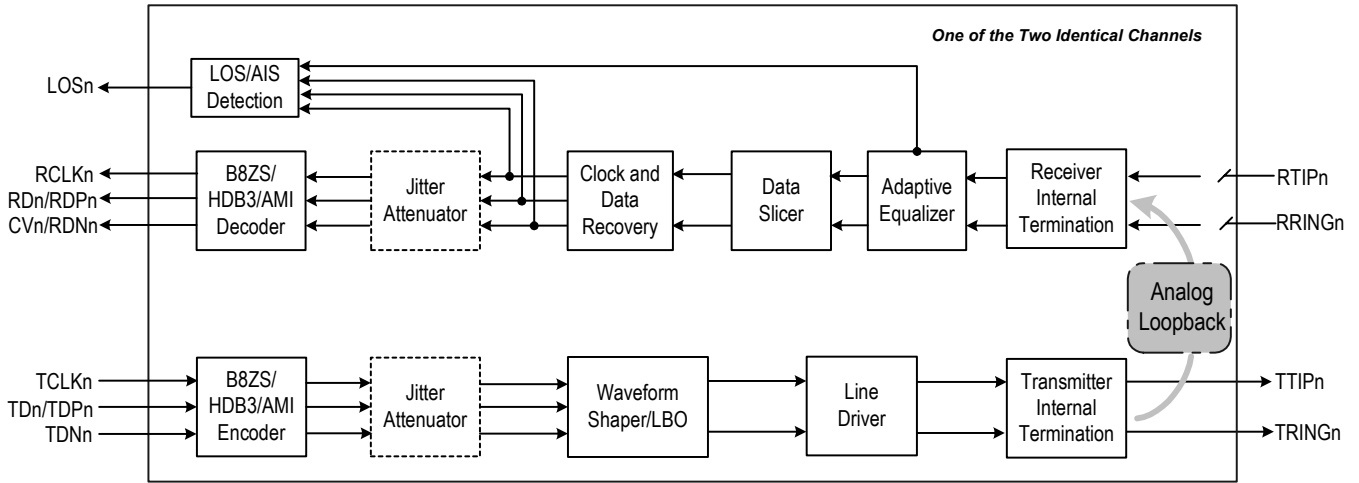 One of the Two Identical Channels
LOSn
LOS/AIS
Detection
RCLKn
RDn/RDPn
CVn/RDNn
B8ZS/
HDB3/AMI
Decoder
Jitter
Attenuator
Clock and
Data
Recovery
Data
Slicer
Adaptive
Equalizer
Receiver
Internal
Termination
RTIPn
RRINGn
Analog
Loopback
TCLKn
TDn/TDPn
TDNn
B8ZS/
HDB3/AMI
Encoder
Jitter
Attenuator
Waveform
Shaper/LBO
Line
Driver
Transmitter
Internal
Termination
TTIPn
TRINGn